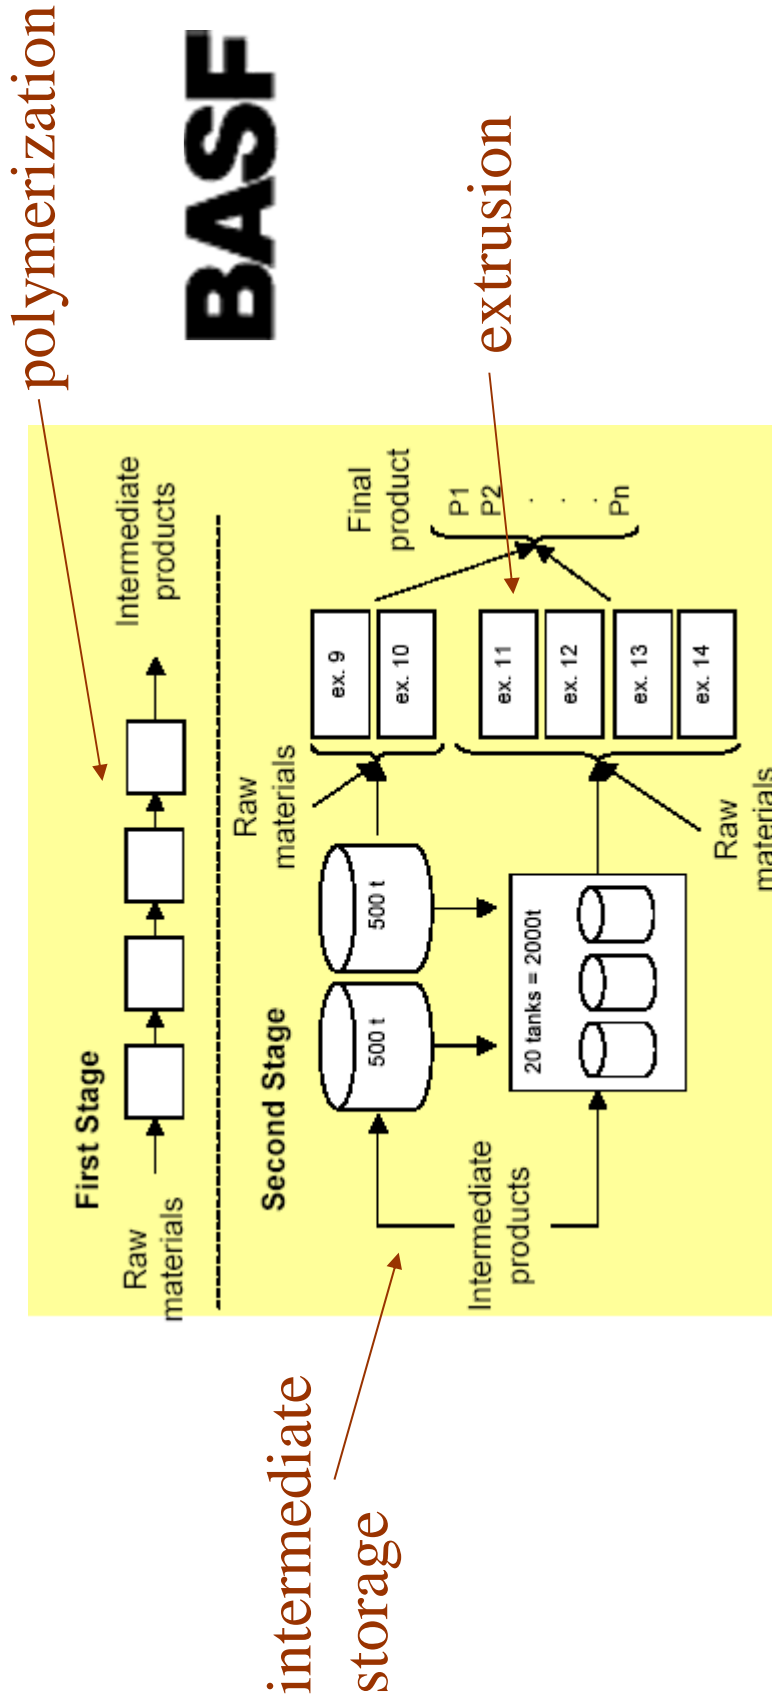 polymerization
BASF
First Stage
Raw
materials
Intermediate
products
Second Stage
intermediate
storage
Intermediate
products
500 t
500 t
20 tanks = 2000t
Raw
materials
Raw
materials
ex. 9
ex. 10
ex. 11
ex. 12
ex. 13
ex. 14
extrusion
Final
product
P1
P2
.
.
.
Pn